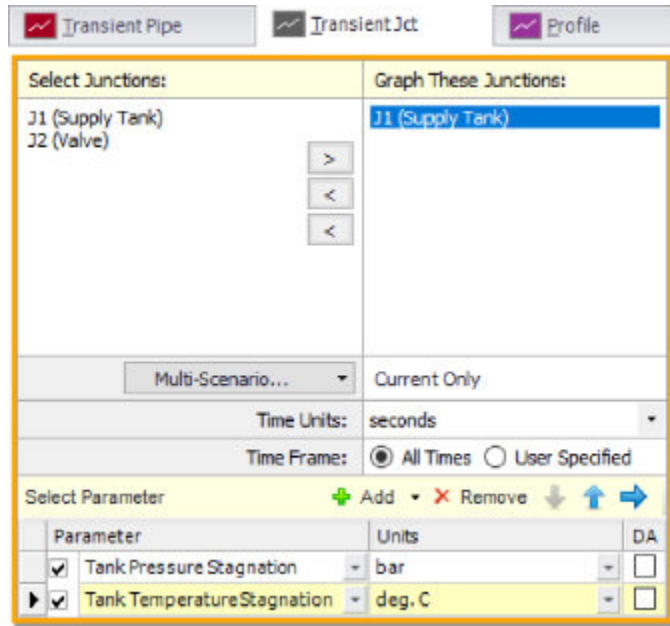 Transient Pipe
Transient Jct
Profile
Select Junctions:
Graph These Junctions:
J1 (Supply Tank)
J2 (Valve)
J1 (Supply Tank)
>
<
<
Multi-Scenario...
Current Only
Time Units:
seconds
Time Frame:
All Times
User Specified
Select Parameter
Add
Remove
Parameter
Units
DA
Tank Pressure Stagnation
bar
Tank Temperature Stagnation
deg. C